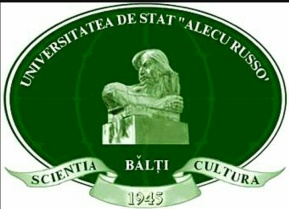 UNIVERSITATEA DE STAT "ALECU RUSSO'
SCIENTIA BĂLȚI CULTURA
1945